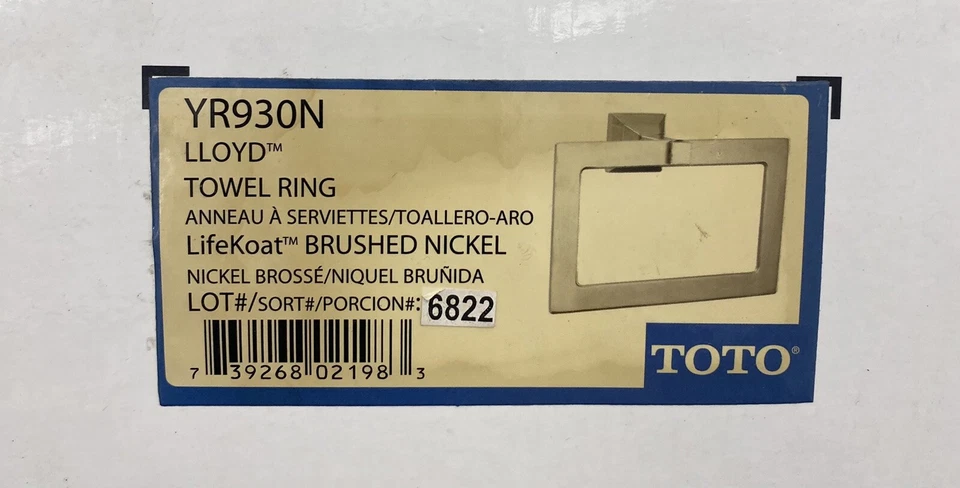 YR930N
LLOYD™
TOWEL RING
ANNEAU À SERVIETTES/TOALLERO-ARO
LifeKoat™ BRUSHED NICKEL
NICKEL BROSSÉ/NIQUEL BRUÑIDA
LOT#/SORT#/PORCION#: 6822
7 39268 02198 3
TOTO®